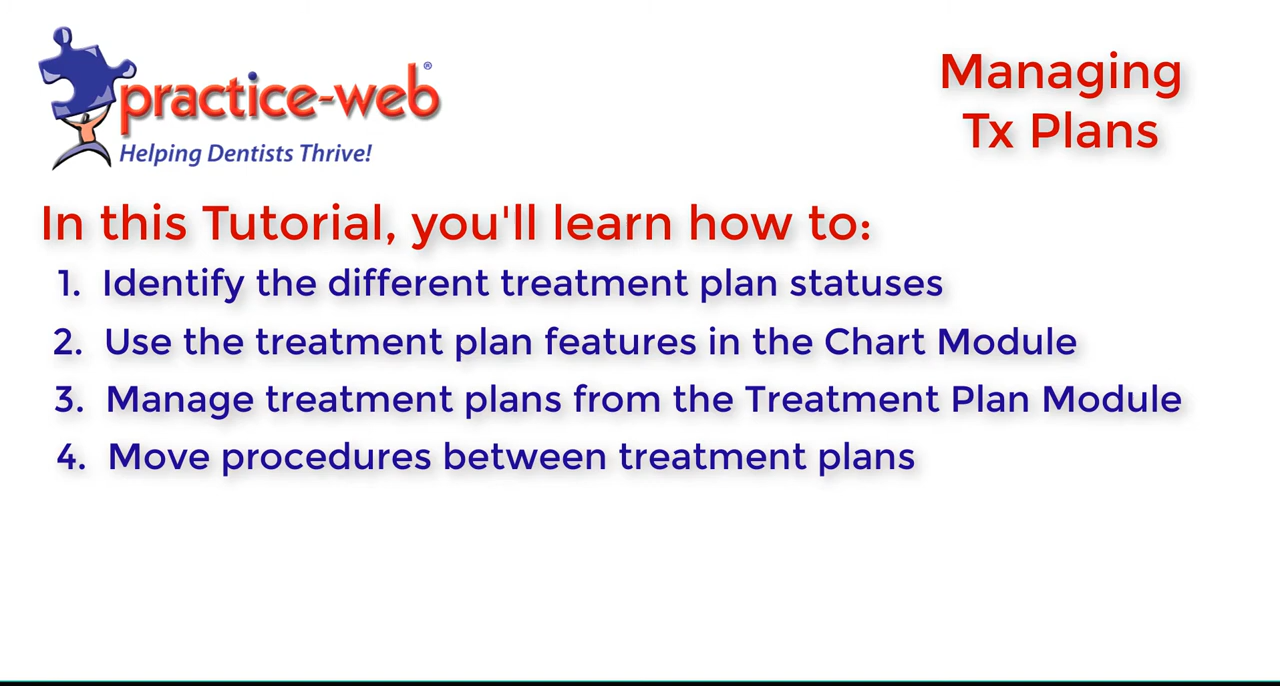 practice-web®
Helping Dentists Thrive!
Managing
Tx Plans
In this Tutorial, you'll learn how to:
1. Identify the different treatment plan statuses
2. Use the treatment plan features in the Chart Module
3. Manage treatment plans from the Treatment Plan Module
4. Move procedures between treatment plans